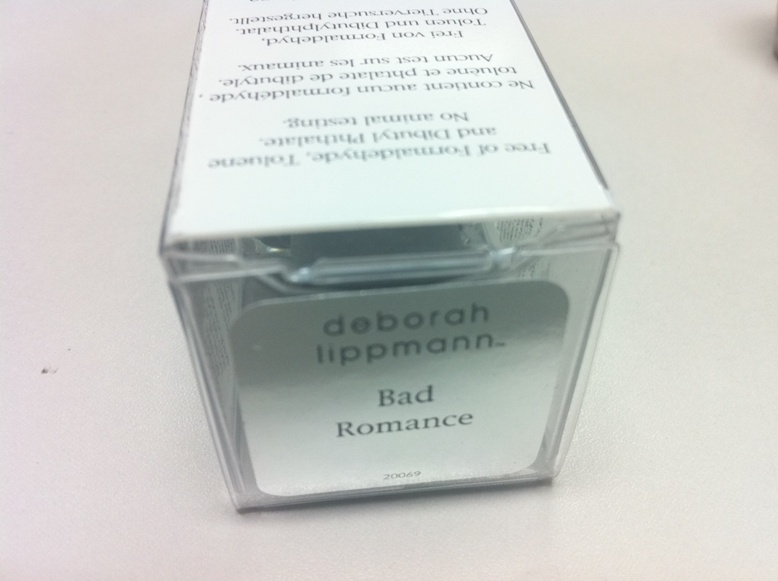 Free of Formaldehyde, Toluene
and Dibutyl Phthalate.
No animal testing.
Ne contient aucun formaldéhyde,
toluène et phtalate de dibutyle.
Aucun test sur les animaux.
Frei von Formaldehyd,
Toluen und Dibutylphthalat.
Ohne Tierversuche hergestellt.
deborah
lippmann™
Bad
Romance
20069